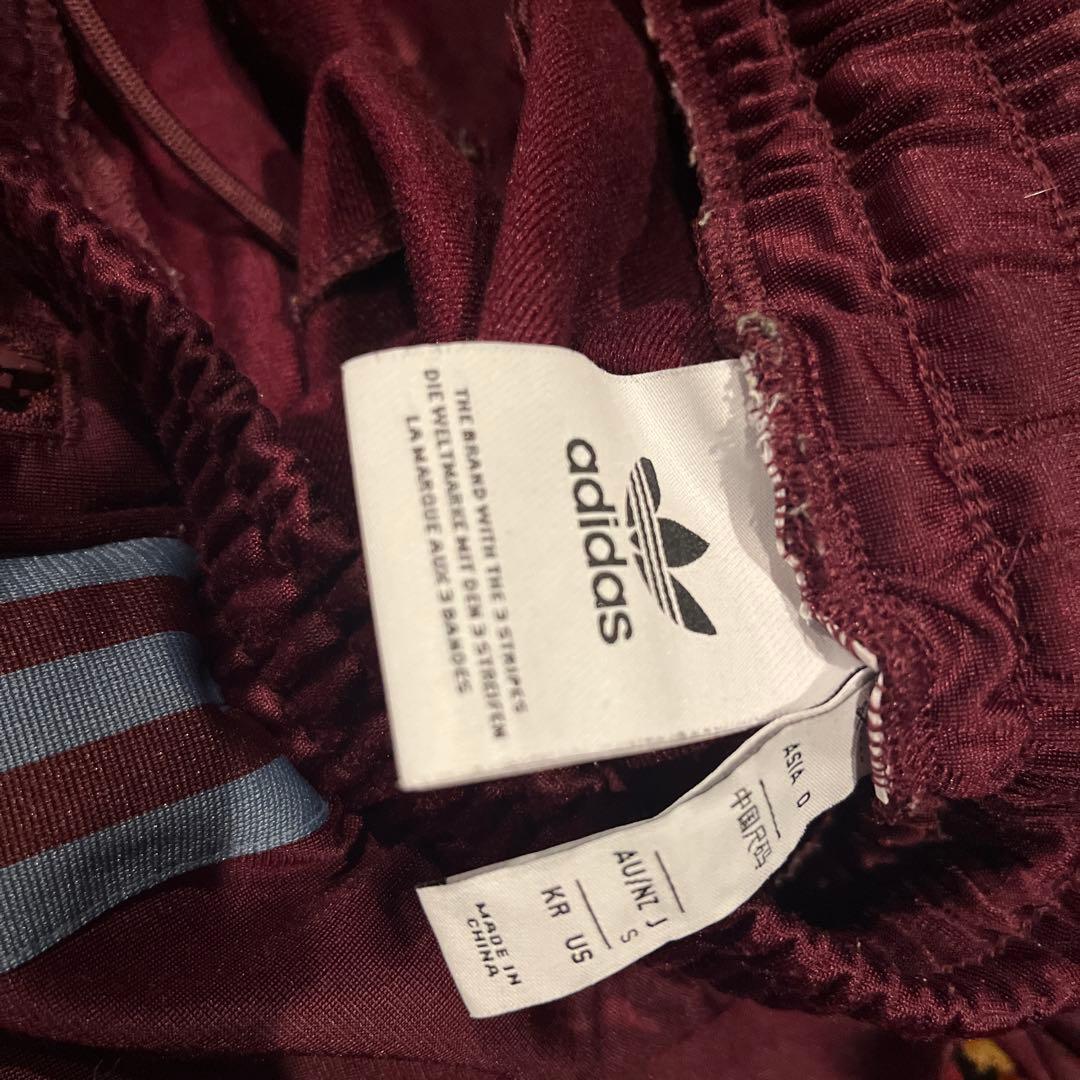 adidas
THE BRAND WITH THE 3 STRIPES
DIE WELTMARKE MIT DEN 3 STREIFEN
LA MARQUE AUX 3 BANDES
ASIA O
中国尺码
AU/NZ J
S
KR US
MADE IN
CHINA